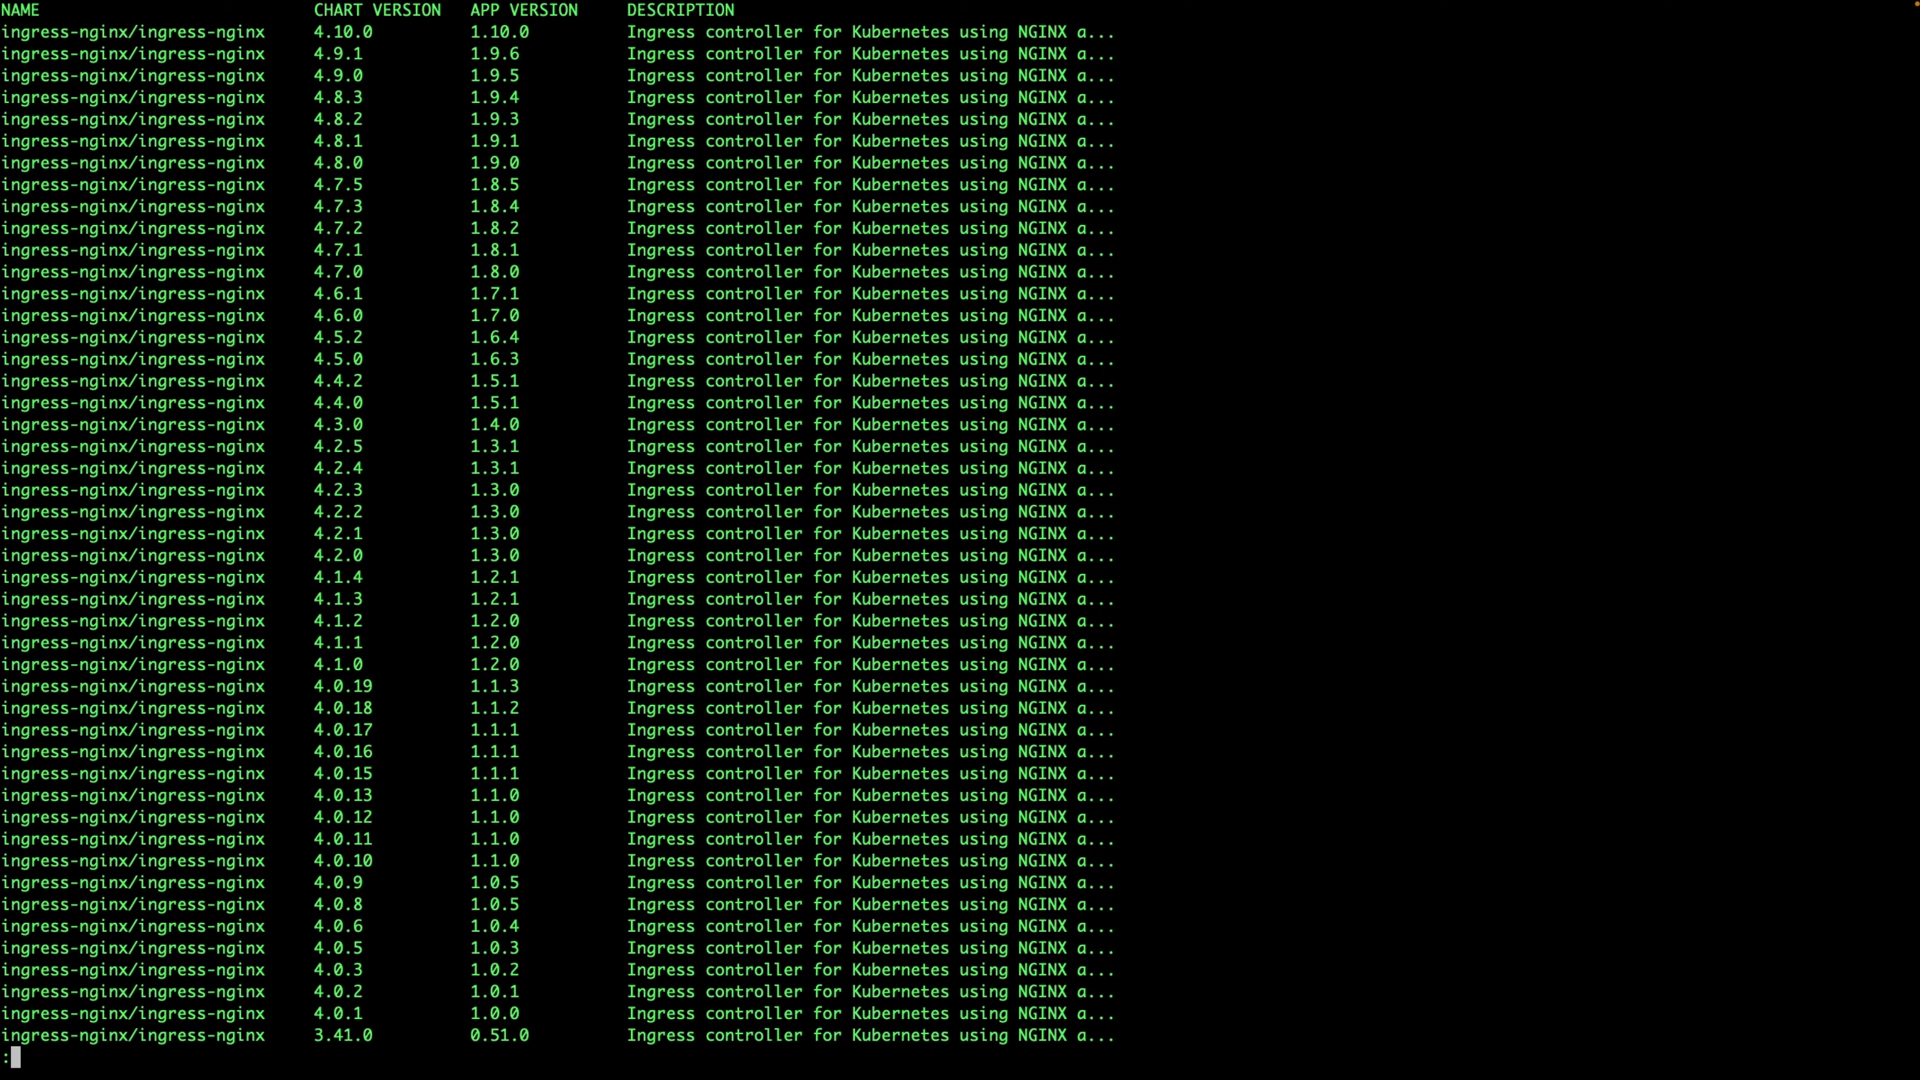 NAME CHART VERSION APP VERSION DESCRIPTION
ingress-nginx/ingress-nginx 4.10.0 1.10.0 Ingress controller for Kubernetes using NGINX a...
ingress-nginx/ingress-nginx 4.9.1 1.9.6 Ingress controller for Kubernetes using NGINX a...
ingress-nginx/ingress-nginx 4.9.0 1.9.5 Ingress controller for Kubernetes using NGINX a...
ingress-nginx/ingress-nginx 4.8.3 1.9.4 Ingress controller for Kubernetes using NGINX a...
ingress-nginx/ingress-nginx 4.8.2 1.9.3 Ingress controller for Kubernetes using NGINX a...
ingress-nginx/ingress-nginx 4.8.1 1.9.1 Ingress controller for Kubernetes using NGINX a...
ingress-nginx/ingress-nginx 4.8.0 1.9.0 Ingress controller for Kubernetes using NGINX a...
ingress-nginx/ingress-nginx 4.7.5 1.8.5 Ingress controller for Kubernetes using NGINX a...
ingress-nginx/ingress-nginx 4.7.3 1.8.4 Ingress controller for Kubernetes using NGINX a...
ingress-nginx/ingress-nginx 4.7.2 1.8.2 Ingress controller for Kubernetes using NGINX a...
ingress-nginx/ingress-nginx 4.7.1 1.8.1 Ingress controller for Kubernetes using NGINX a...
ingress-nginx/ingress-nginx 4.7.0 1.8.0 Ingress controller for Kubernetes using NGINX a...
ingress-nginx/ingress-nginx 4.6.1 1.7.1 Ingress controller for Kubernetes using NGINX a...
ingress-nginx/ingress-nginx 4.6.0 1.7.0 Ingress controller for Kubernetes using NGINX a...
ingress-nginx/ingress-nginx 4.5.2 1.6.4 Ingress controller for Kubernetes using NGINX a...
ingress-nginx/ingress-nginx 4.5.0 1.6.3 Ingress controller for Kubernetes using NGINX a...
ingress-nginx/ingress-nginx 4.4.2 1.5.1 Ingress controller for Kubernetes using NGINX a...
ingress-nginx/ingress-nginx 4.4.0 1.5.1 Ingress controller for Kubernetes using NGINX a...
ingress-nginx/ingress-nginx 4.3.0 1.4.0 Ingress controller for Kubernetes using NGINX a...
ingress-nginx/ingress-nginx 4.2.5 1.3.1 Ingress controller for Kubernetes using NGINX a...
ingress-nginx/ingress-nginx 4.2.4 1.3.1 Ingress controller for Kubernetes using NGINX a...
ingress-nginx/ingress-nginx 4.2.3 1.3.0 Ingress controller for Kubernetes using NGINX a...
ingress-nginx/ingress-nginx 4.2.2 1.3.0 Ingress controller for Kubernetes using NGINX a...
ingress-nginx/ingress-nginx 4.2.1 1.3.0 Ingress controller for Kubernetes using NGINX a...
ingress-nginx/ingress-nginx 4.2.0 1.3.0 Ingress controller for Kubernetes using NGINX a...
ingress-nginx/ingress-nginx 4.1.4 1.2.1 Ingress controller for Kubernetes using NGINX a...
ingress-nginx/ingress-nginx 4.1.3 1.2.1 Ingress controller for Kubernetes using NGINX a...
ingress-nginx/ingress-nginx 4.1.2 1.2.0 Ingress controller for Kubernetes using NGINX a...
ingress-nginx/ingress-nginx 4.1.1 1.2.0 Ingress controller for Kubernetes using NGINX a...
ingress-nginx/ingress-nginx 4.1.0 1.2.0 Ingress controller for Kubernetes using NGINX a...
ingress-nginx/ingress-nginx 4.0.19 1.1.3 Ingress controller for Kubernetes using NGINX a...
ingress-nginx/ingress-nginx 4.0.18 1.1.2 Ingress controller for Kubernetes using NGINX a...
ingress-nginx/ingress-nginx 4.0.17 1.1.1 Ingress controller for Kubernetes using NGINX a...
ingress-nginx/ingress-nginx 4.0.16 1.1.1 Ingress controller for Kubernetes using NGINX a...
ingress-nginx/ingress-nginx 4.0.15 1.1.1 Ingress controller for Kubernetes using NGINX a...
ingress-nginx/ingress-nginx 4.0.13 1.1.0 Ingress controller for Kubernetes using NGINX a...
ingress-nginx/ingress-nginx 4.0.12 1.1.0 Ingress controller for Kubernetes using NGINX a...
ingress-nginx/ingress-nginx 4.0.11 1.1.0 Ingress controller for Kubernetes using NGINX a...
ingress-nginx/ingress-nginx 4.0.10 1.1.0 Ingress controller for Kubernetes using NGINX a...
ingress-nginx/ingress-nginx 4.0.9 1.0.5 Ingress controller for Kubernetes using NGINX a...
ingress-nginx/ingress-nginx 4.0.8 1.0.5 Ingress controller for Kubernetes using NGINX a...
ingress-nginx/ingress-nginx 4.0.6 1.0.4 Ingress controller for Kubernetes using NGINX a...
ingress-nginx/ingress-nginx 4.0.5 1.0.3 Ingress controller for Kubernetes using NGINX a...
ingress-nginx/ingress-nginx 4.0.3 1.0.2 Ingress controller for Kubernetes using NGINX a...
ingress-nginx/ingress-nginx 4.0.2 1.0.1 Ingress controller for Kubernetes using NGINX a...
ingress-nginx/ingress-nginx 4.0.1 1.0.0 Ingress controller for Kubernetes using NGINX a...
ingress-nginx/ingress-nginx 3.41.0 0.51.0 Ingress controller for Kubernetes using NGINX a...
: